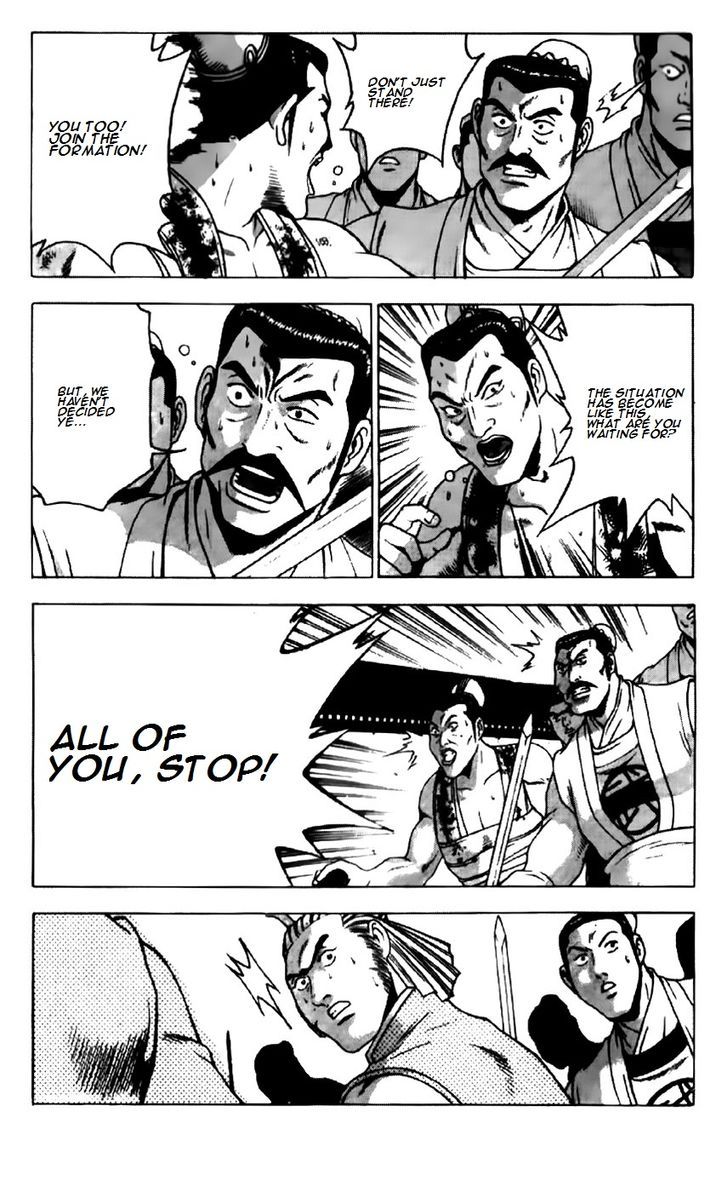 DON'T JUST
STAND
THERE!
YOU TOO!
JOIN THE
FORMATION!
THE SITUATION
HAS BECOME
LIKE THIS,
WHAT ARE YOU
WAITING FOR?
BUT, WE
HAVEN'T
DECIDED
YE...
ALL OF
YOU, STOP!